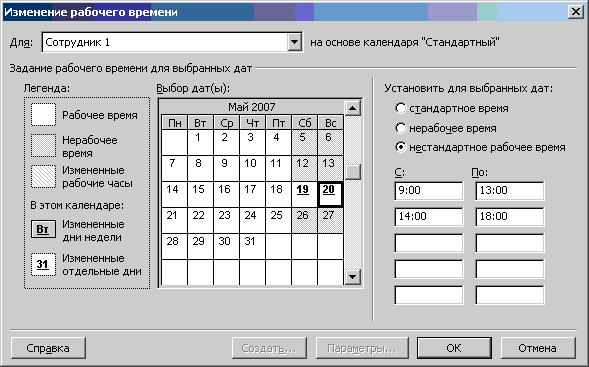 Изменение рабочего времени
Для: Сотрудник 1 на основе календаря "Стандартный"
Задание рабочего времени для выбранных дат
Легенда:
Рабочее время
Нерабочее
время
Измененные
рабочие часы
В этом календаре:
Вт Измененные
дни недели
31 Измененные
отдельные дни
Выбор дат(ы):
Май 2007
Пн Вт Ср Чт Пт Сб Вс
1 2 3 4 5 6
7 8 9 10 11 12 13
14 15 16 17 18 19 20
21 22 23 24 25 26 27
28 29 30 31
Установить для выбранных дат:
стандартное время
нерабочее время
нестандартное рабочее время
С: По:
9:00 13:00
14:00 18:00
Справка Создать... Параметры... ОК Отмена